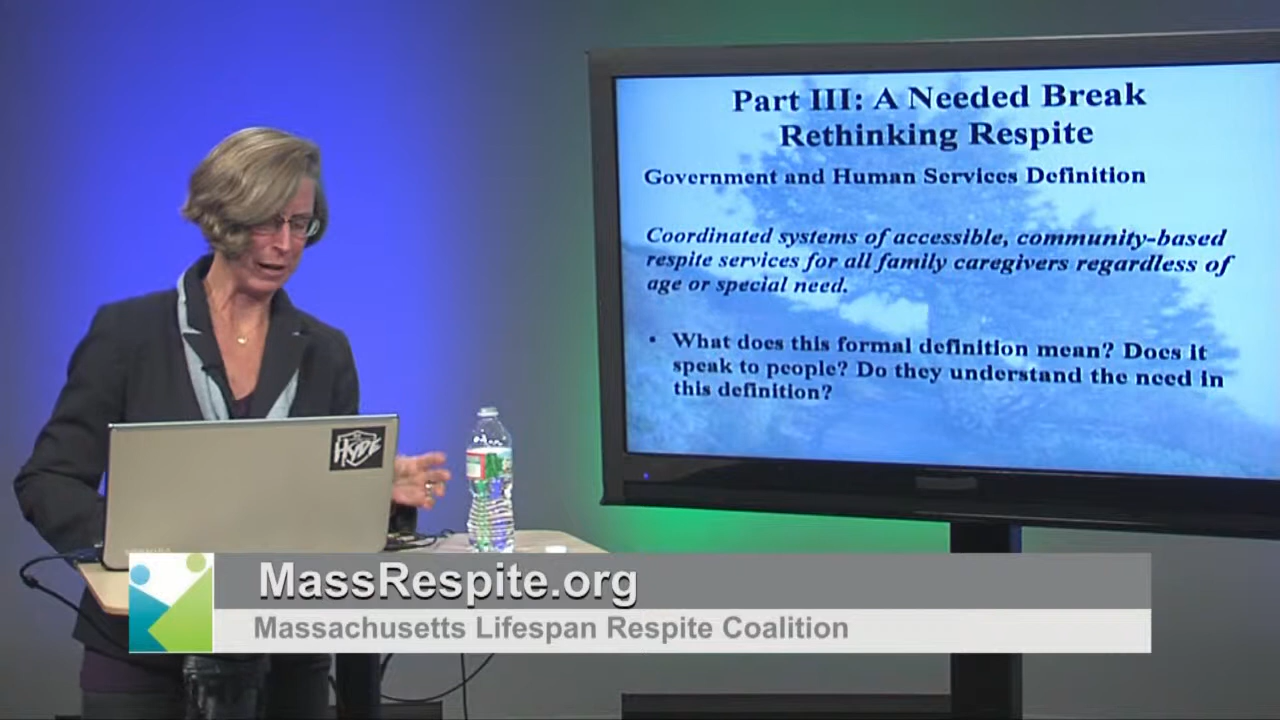 Part III: A Needed Break
Rethinking Respite
Government and Human Services Definition
Coordinated systems of accessible, community-based
respite services for all family caregivers regardless of
age or special need.
• What does this formal definition mean? Does it
speak to people? Do they understand the need in
this definition?
HYDE
MassRespite.org
Massachusetts Lifespan Respite Coalition